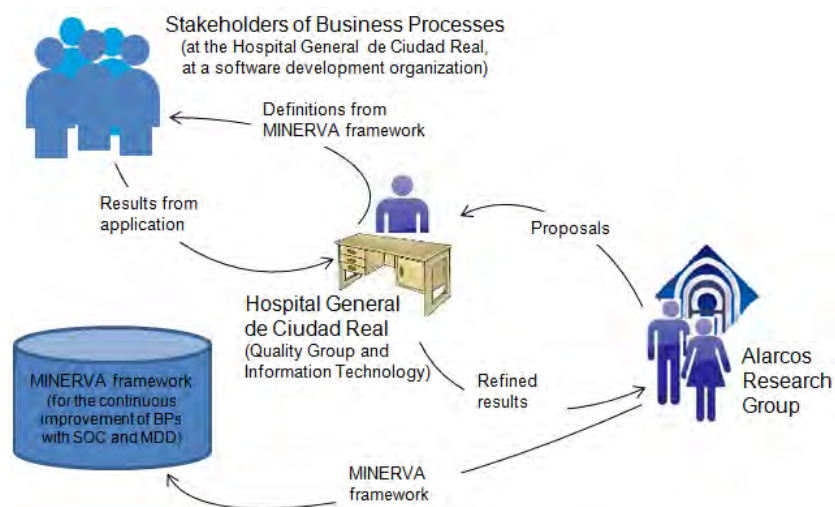 Stakeholders of Business Processes
(at the Hospital General de Ciudad Real,
at a software development organization)
Definitions from
MINERVA framework
Results from
application
Proposals
Hospital General
de Ciudad Real
(Quality Group and
Information Technology)
Alarcos
Research
Group
MINERVA framework
(for the continuous
improvement of BPs
with SOC and MDD)
Refined
results
MINERVA
framework